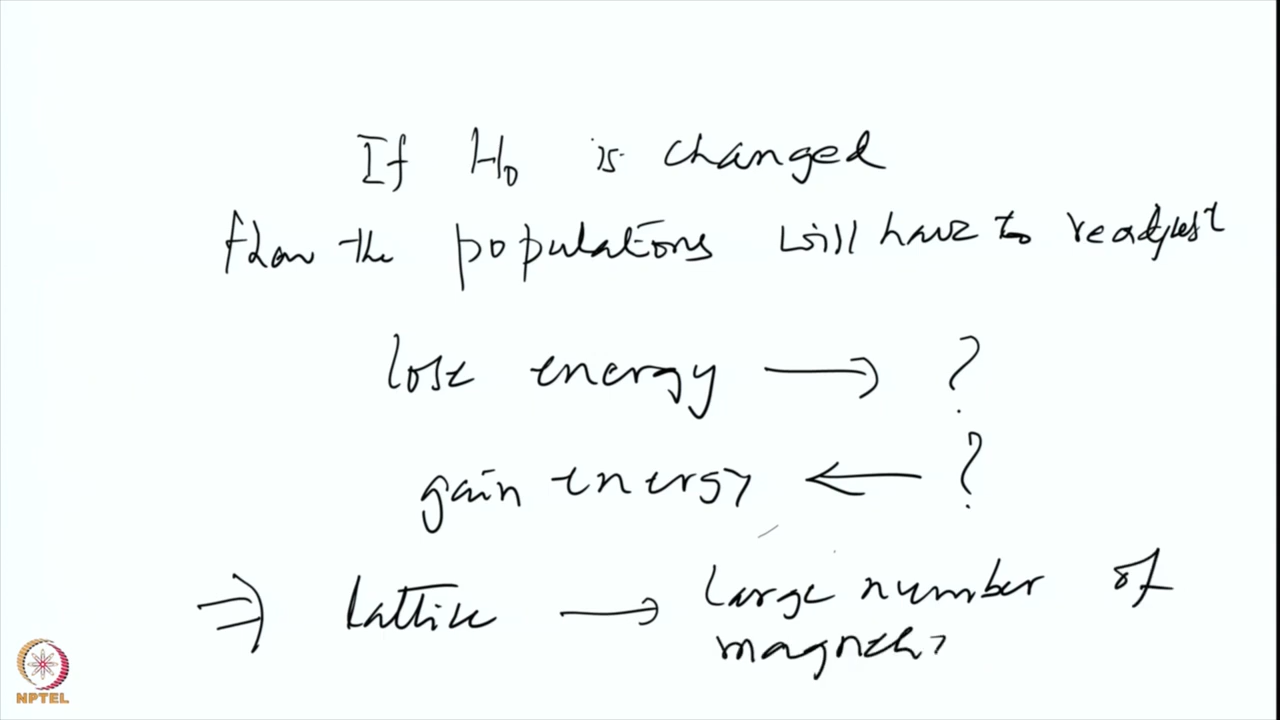 If H₀ is changed
then the populations will have to readjust
lose energy → ?
gain energy ← ?
⇒ lattice → large number of
magnetic
NPTEL